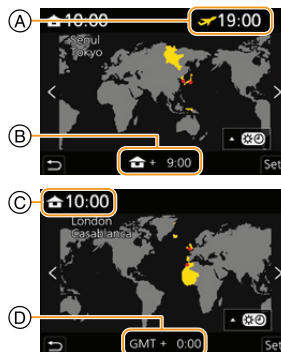 A
10:00 19:00
Seoul
Tokyo
B
+ 9:00
Set
C
10:00
London
Casablanca
D
GMT + 0:00
Set